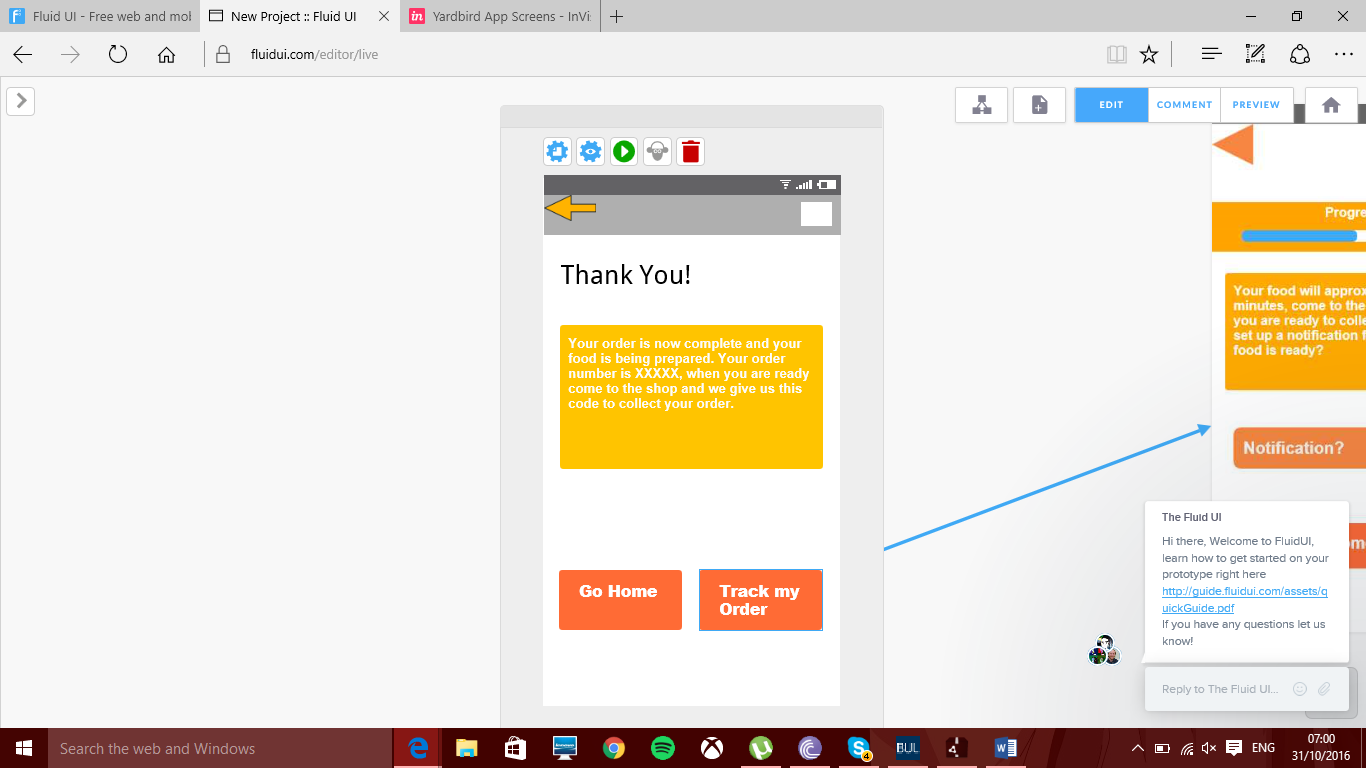 Fluid UI - Free web and mob
New Project :: Fluid UI
Yardbird App Screens - InVis
fluidui.com/editor/live
EDIT
COMMENT
PREVIEW
Thank You!
Your order is now complete and your
food is being prepared. Your order
number is XXXXX, when you are ready
come to the shop and we give us this
code to collect your order.
Go Home
Track my
Order
Progre
Your food will approx
minutes, come to the
you are ready to colle
set up a notification f
food is ready?
Notification?
The Fluid UI
Hi there, Welcome to FluidUI,
learn how to get started on your
prototype right here
http://guide.fluidui.com/assets/q
uickGuide.pdf
If you have any questions let us
know!
Reply to The Fluid UI...
Search the web and Windows
4
BUL
ENG
07:00
31/10/2016